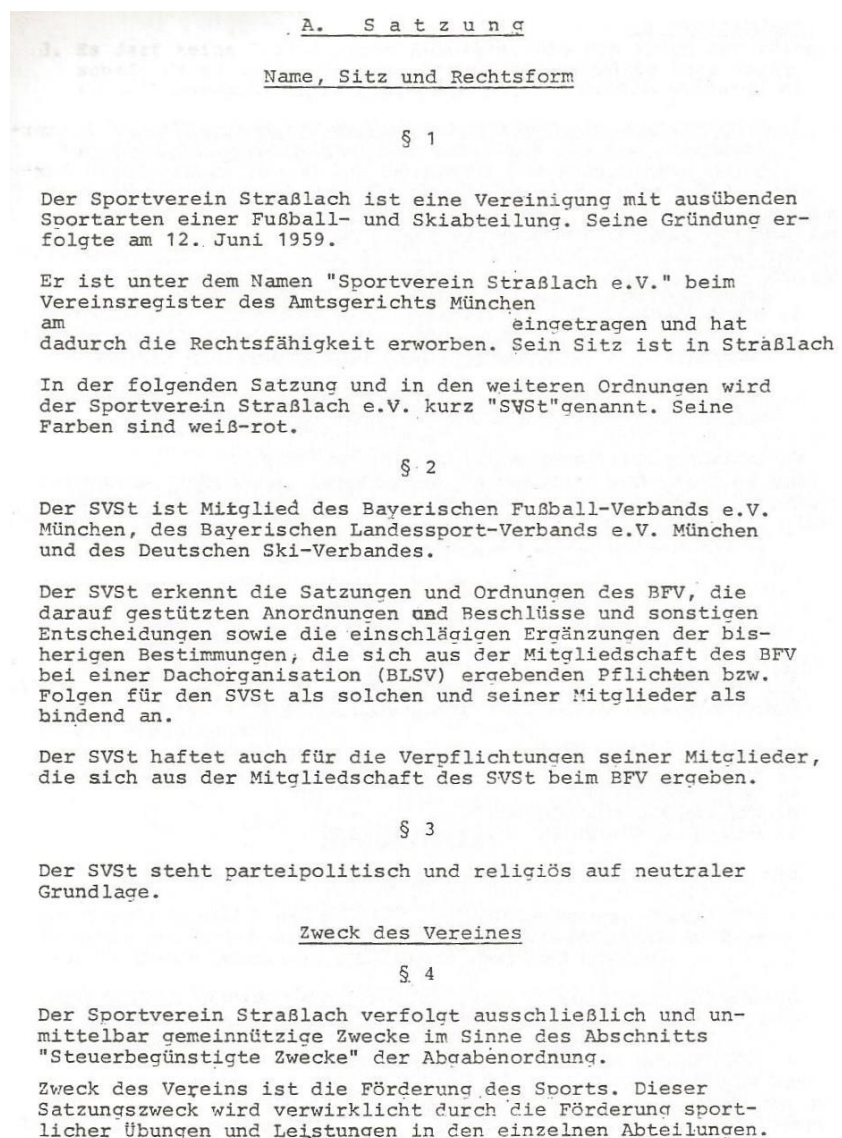 A. Satzung
Name, Sitz und Rechtsform
§ 1
Der Sportverein Straßlach ist eine Vereinigung mit ausübenden
Sportarten einer Fußball- und Skiabteilung. Seine Gründung er-
folgte am 12. Juni 1959.
Er ist unter dem Namen "Sportverein Straßlach e.V." beim
Vereinsregister des Amtsgerichts München
am eingetragen und hat
dadurch die Rechtsfähigkeit erworben. Sein Sitz ist in Straßlach
In der folgenden Satzung und in den weiteren Ordnungen wird
der Sportverein Straßlach e.V. kurz "SVSt"genannt. Seine
Farben sind weiß-rot.
§ 2
Der SVSt ist Mitglied des Bayerischen Fußball-Verbands e.V.
München, des Bayerischen Landessport-Verbands e.V. München
und des Deutschen Ski-Verbandes.
Der SVSt erkennt die Satzungen und Ordnungen des BFV, die
darauf gestützten Anordnungen und Beschlüsse und sonstigen
Entscheidungen sowie die einschlägigen Ergänzungen der bis-
herigen Bestimmungen, die sich aus der Mitgliedschaft des BFV
bei einer Dachorganisation (BLSV) ergebenden Pflichten bzw.
Folgen für den SVSt als solchen und seiner Mitglieder als
bindend an.
Der SVSt haftet auch für die Verpflichtungen seiner Mitglieder,
die sich aus der Mitgliedschaft des SVSt beim BFV ergeben.
§ 3
Der SVSt steht parteipolitisch und religiös auf neutraler
Grundlage.
Zweck des Vereines
§ 4
Der Sportverein Straßlach verfolgt ausschließlich und un-
mittelbar gemeinnützige Zwecke im Sinne des Abschnitts
"Steuerbegünstigte Zwecke" der Abgabenordnung.
Zweck des Vereins ist die Förderung des Sports. Dieser
Satzungszweck wird verwirklicht durch die Förderung sport-
licher Übungen und Leistungen in den einzelnen Abteilungen.